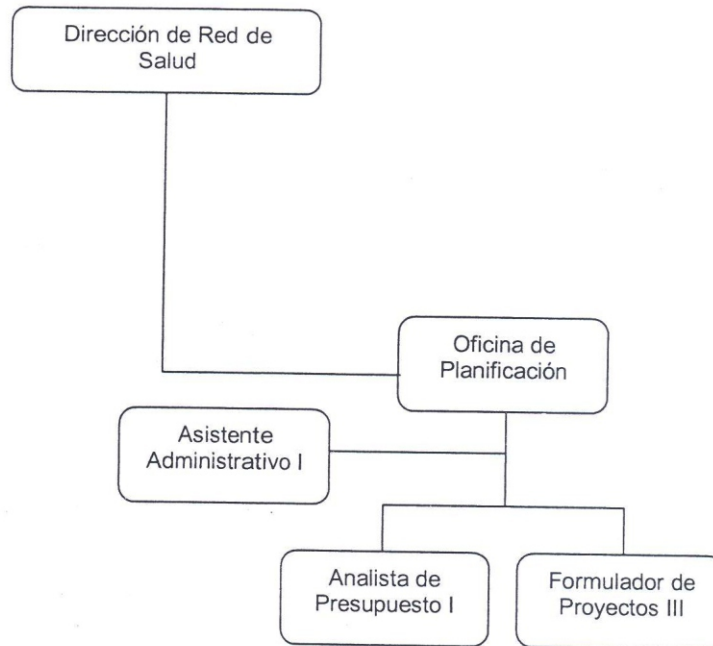 Dirección de Red de
Salud
Oficina de
Planificación
Asistente
Administrativo I
Analista de
Presupuesto I
Formulador de
Proyectos III